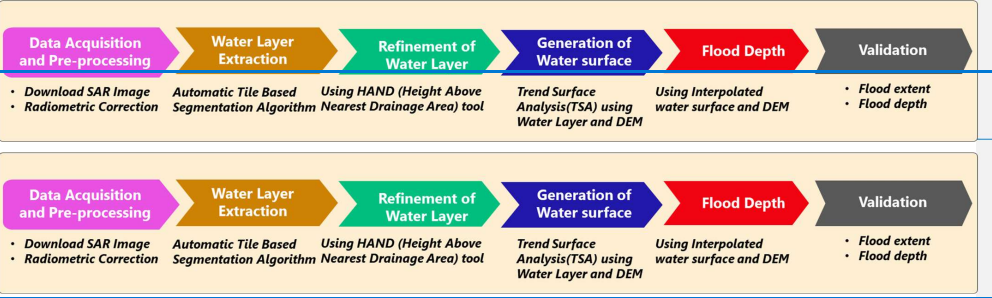 Data Acquisition
and Pre-processing
Water Layer
Extraction
Refinement of
Water Layer
Generation of
Water surface
Flood Depth
Validation
• Download SAR Image
• Radiometric Correction
Automatic Tile Based
Segmentation Algorithm
Using HAND (Height Above
Nearest Drainage Area) tool
Trend Surface
Analysis(TSA) using
Water Layer and DEM
Using Interpolated
water surface and DEM
• Flood extent
• Flood depth
Data Acquisition
and Pre-processing
Water Layer
Extraction
Refinement of
Water Layer
Generation of
Water surface
Flood Depth
Validation
• Download SAR Image
• Radiometric Correction
Automatic Tile Based
Segmentation Algorithm
Using HAND (Height Above
Nearest Drainage Area) tool
Trend Surface
Analysis(TSA) using
Water Layer and DEM
Using Interpolated
water surface and DEM
• Flood extent
• Flood depth